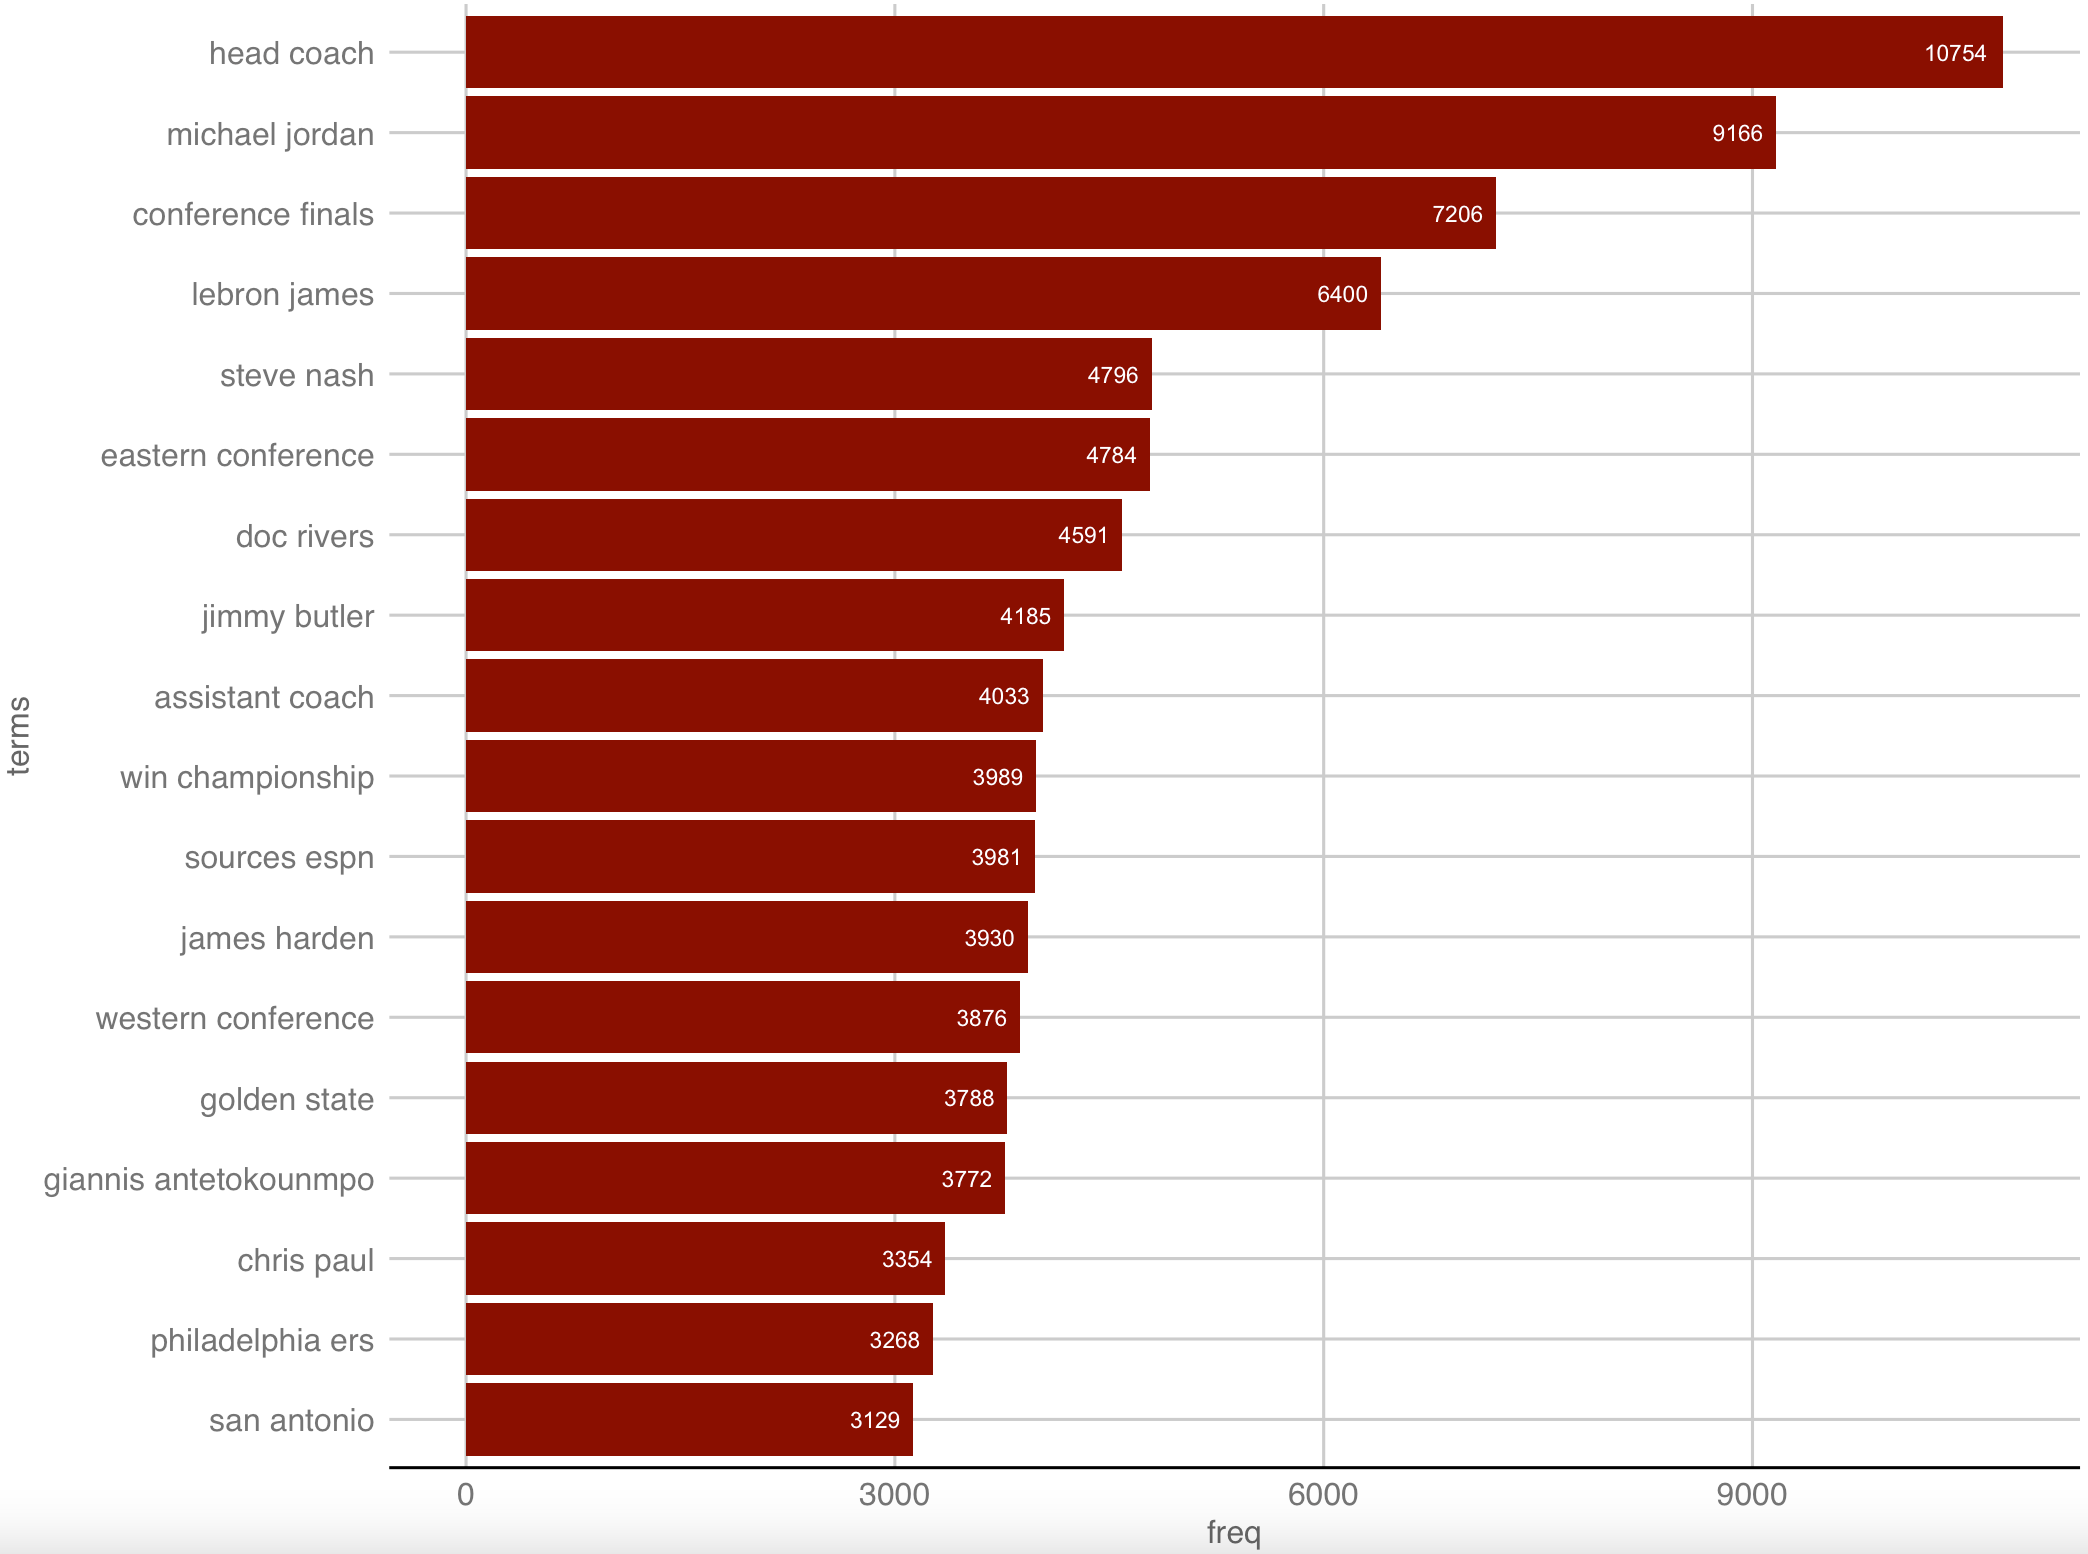 head coach 10754
michael jordan 9166
conference finals 7206
lebron james 6400
steve nash 4796
eastern conference 4784
doc rivers 4591
jimmy butler 4185
assistant coach 4033
win championship 3989
sources espn 3981
james harden 3930
western conference 3876
golden state 3788
giannis antetokounmpo 3772
chris paul 3354
philadelphia ers 3268
san antonio 3129
terms
0 3000 6000 9000
freq